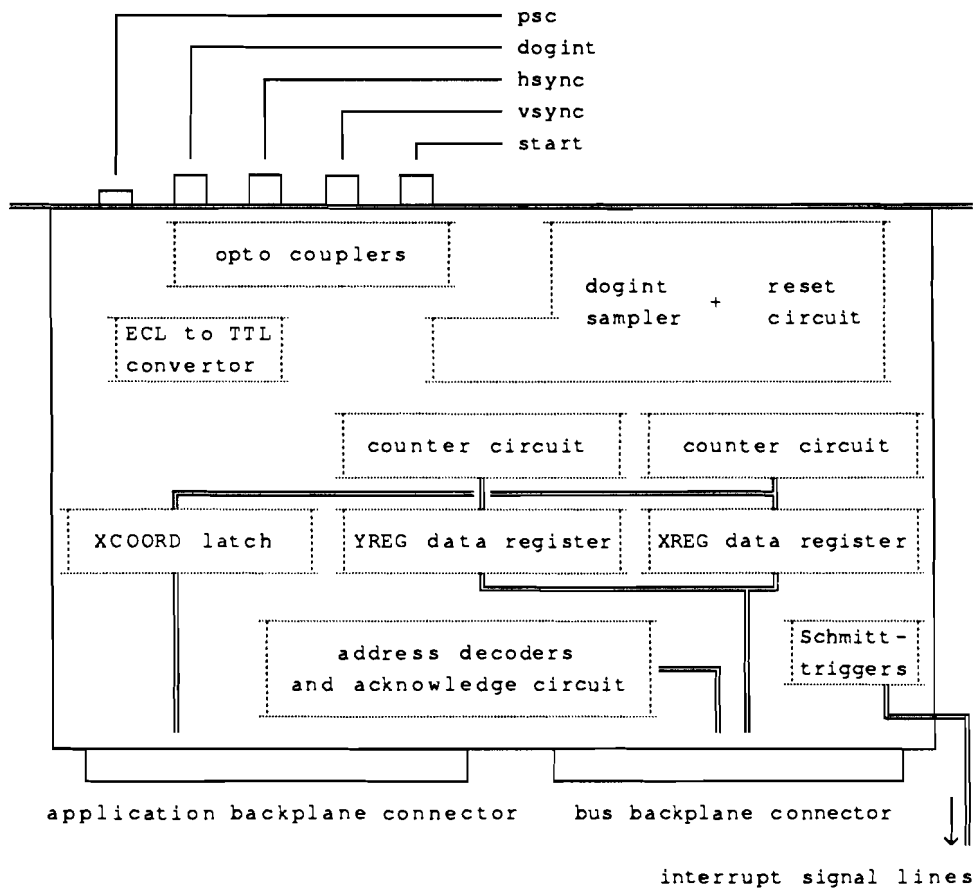 psc
dogint
hsync
vsync
start
opto couplers
dogint
sampler
+
reset
circuit
ECL to TTL
convertor
counter circuit
counter circuit
XCOORD latch
YREG data register
XREG data register
address decoders
and acknowledge circuit
Schmitt-
triggers
application backplane connector
bus backplane connector
interrupt signal lines